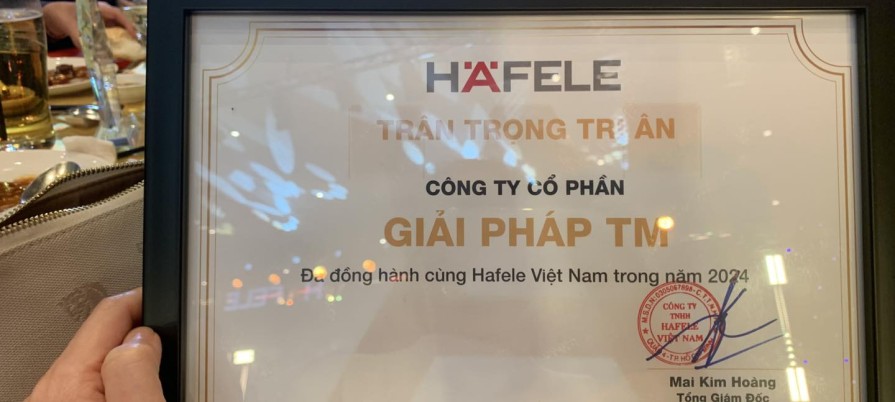 HÄFELE
TRÂN TRỌNG TRI ÂN
CÔNG TY CỔ PHẦN
GIẢI PHÁP TM
Đã đồng hành cùng Hafele Việt Nam trong năm 2024
CÔNG TY
TNHH
HAFELE
VIỆT NAM
Mai Kim Hoàng
Tổng Giám Đốc